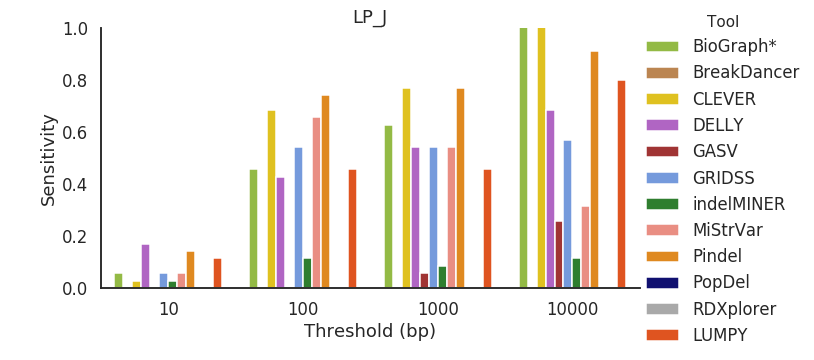 LP_J
Tool
1.0
0.8
0.6
0.4
0.2
0.0
Sensitivity
10
100
1000
10000
Threshold (bp)
BioGraph*
BreakDancer
CLEVER
DELLY
GASV
GRIDSS
indelMINER
MiStrVar
Pindel
PopDel
RDXplorer
LUMPY